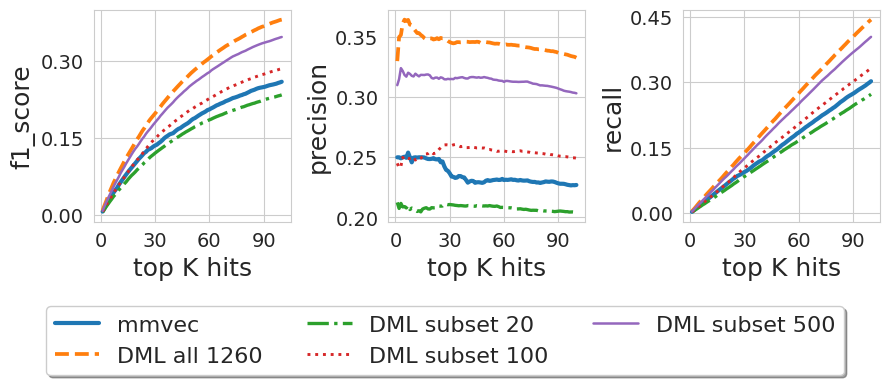 f1_score
0.30
0.15
0.00
0 30 60 90
top K hits
precision
0.35
0.30
0.25
0.20
0 30 60 90
top K hits
recall
0.45
0.30
0.15
0.00
0 30 60 90
top K hits
mmvec
DML all 1260
DML subset 20
DML subset 100
DML subset 500